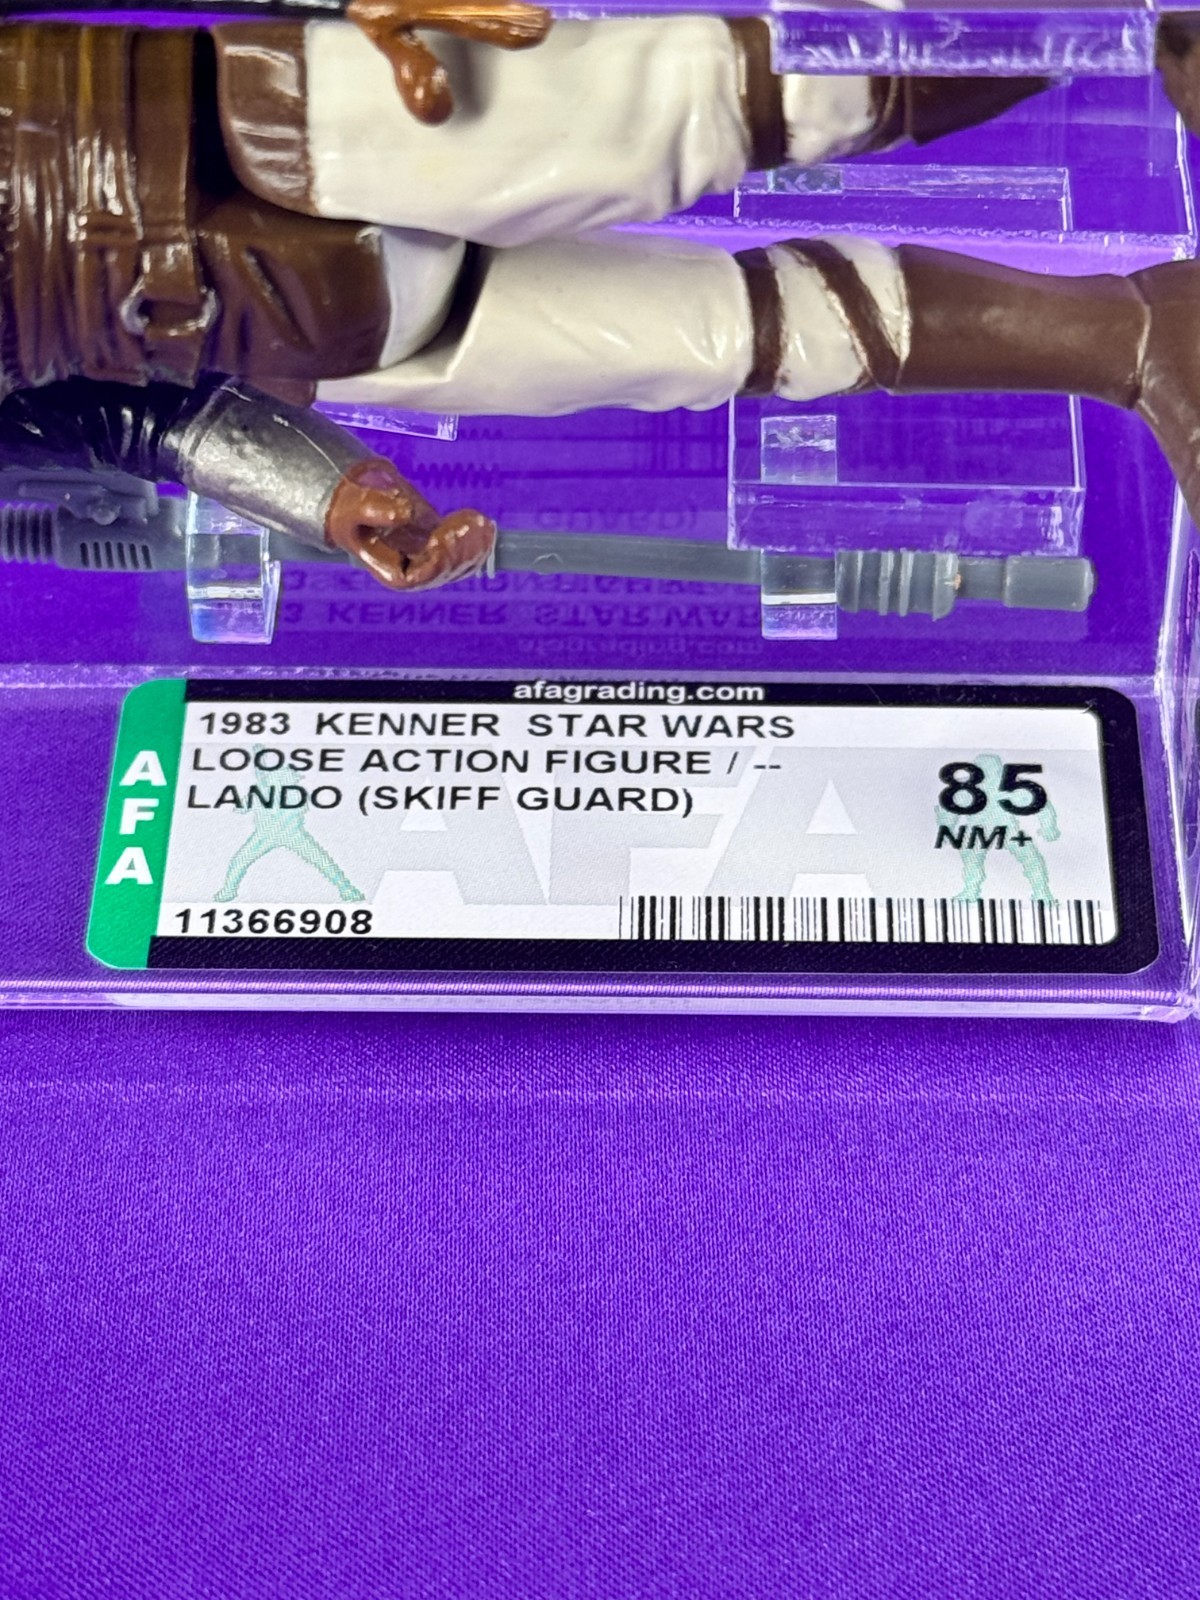 afagrading.com
AFA
1983 KENNER STAR WARS
LOOSE ACTION FIGURE / --
LANDO (SKIFF GUARD)
85
NM+
11366908